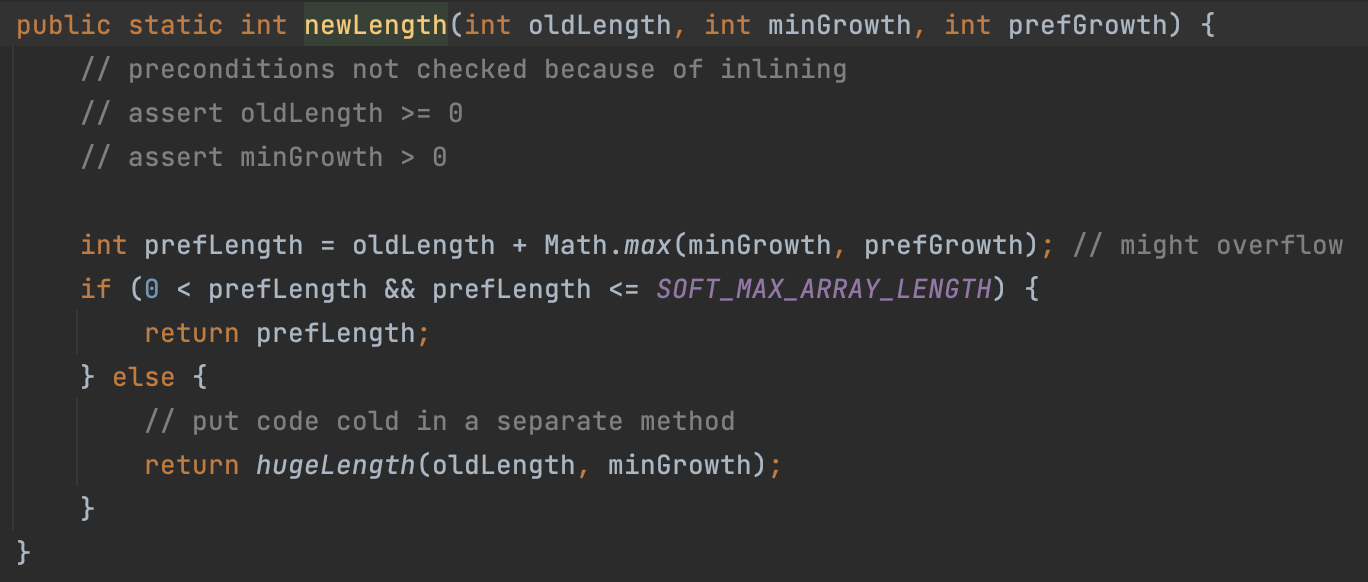 public static int newLength(int oldLength, int minGrowth, int prefGrowth) {
    // preconditions not checked because of inlining
    // assert oldLength >= 0
    // assert minGrowth > 0

    int prefLength = oldLength + Math.max(minGrowth, prefGrowth); // might overflow
    if (0 < prefLength && prefLength <= SOFT_MAX_ARRAY_LENGTH) {
        return prefLength;
    } else {
        // put code cold in a separate method
        return hugeLength(oldLength, minGrowth);
    }
}